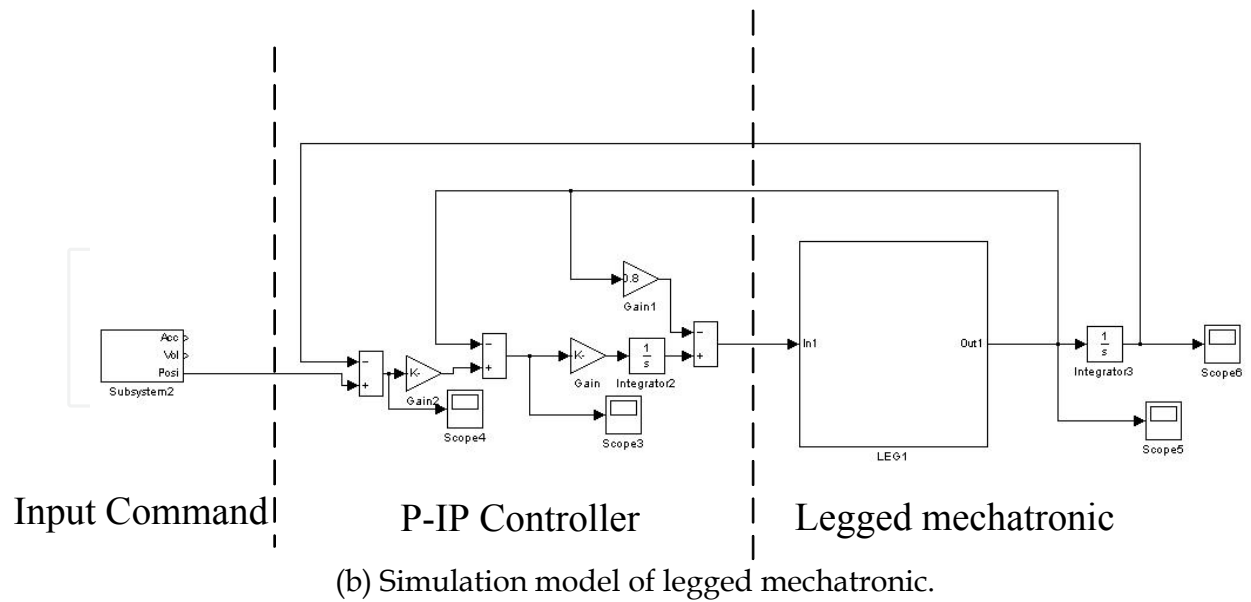 0.8
Gain1
Acc
Vol
Posi
Subsystem2
-
+
K-
Gain2
Scope4
-
+
K-
Gain
1
s
Integrator2
Scope3
-
+
In1
Out1
LEG1
1
s
Integrator3
Scope6
Scope5
Input Command
P-IP Controller
Legged mechatronic
(b) Simulation model of legged mechatronic.